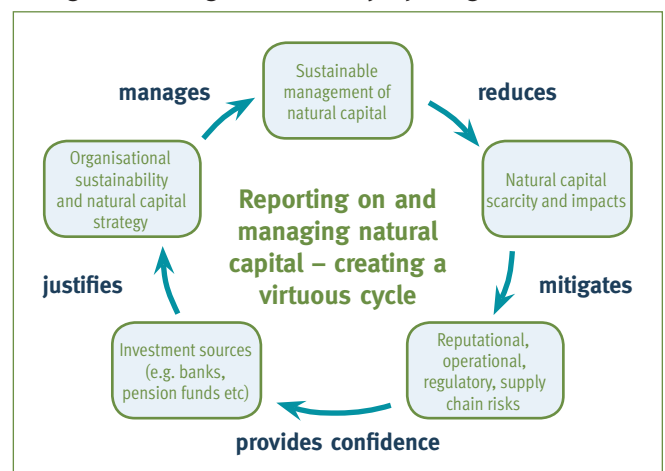 manages
Sustainable
management of
natural capital
reduces
Natural capital
scarcity and impacts
mitigates
Reputational,
operational,
regulatory, supply
chain risks
provides confidence
Investment sources
(e.g. banks,
pension funds etc)
justifies
Organisational
sustainability
and natural capital
strategy
Reporting on and
managing natural
capital – creating a
virtuous cycle